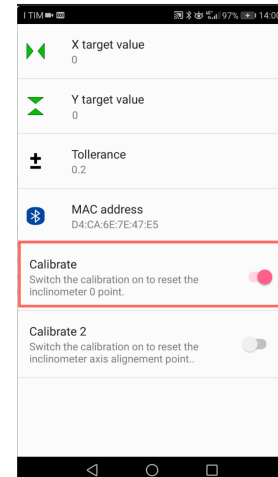 I TIM 97% 14:00
X target value
0
Y target value
0
Tollerance
0.2
MAC address
D4:CA:6E:7E:47:E5
Calibrate
Switch the calibration on to reset the
inclinometer 0 point.
Calibrate 2
Switch the calibration on to reset the
inclinometer axis alignement point..